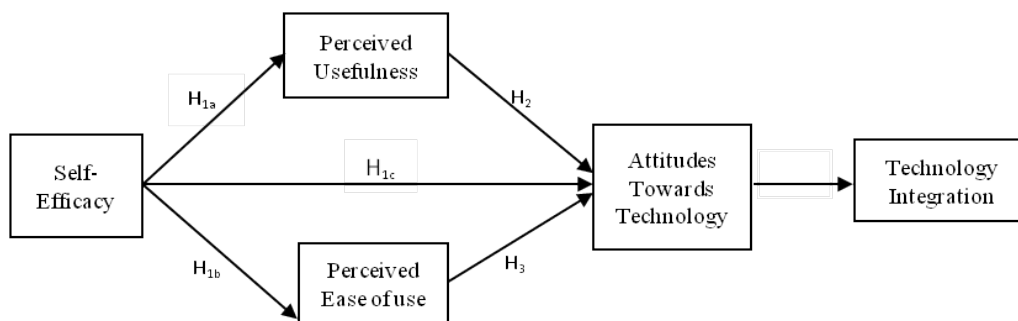 Perceived
Usefulness
H1a
H2
Self-
Efficacy
H1c
Attitudes
Towards
Technology
Technology
Integration
H1b
H3
Perceived
Ease of use